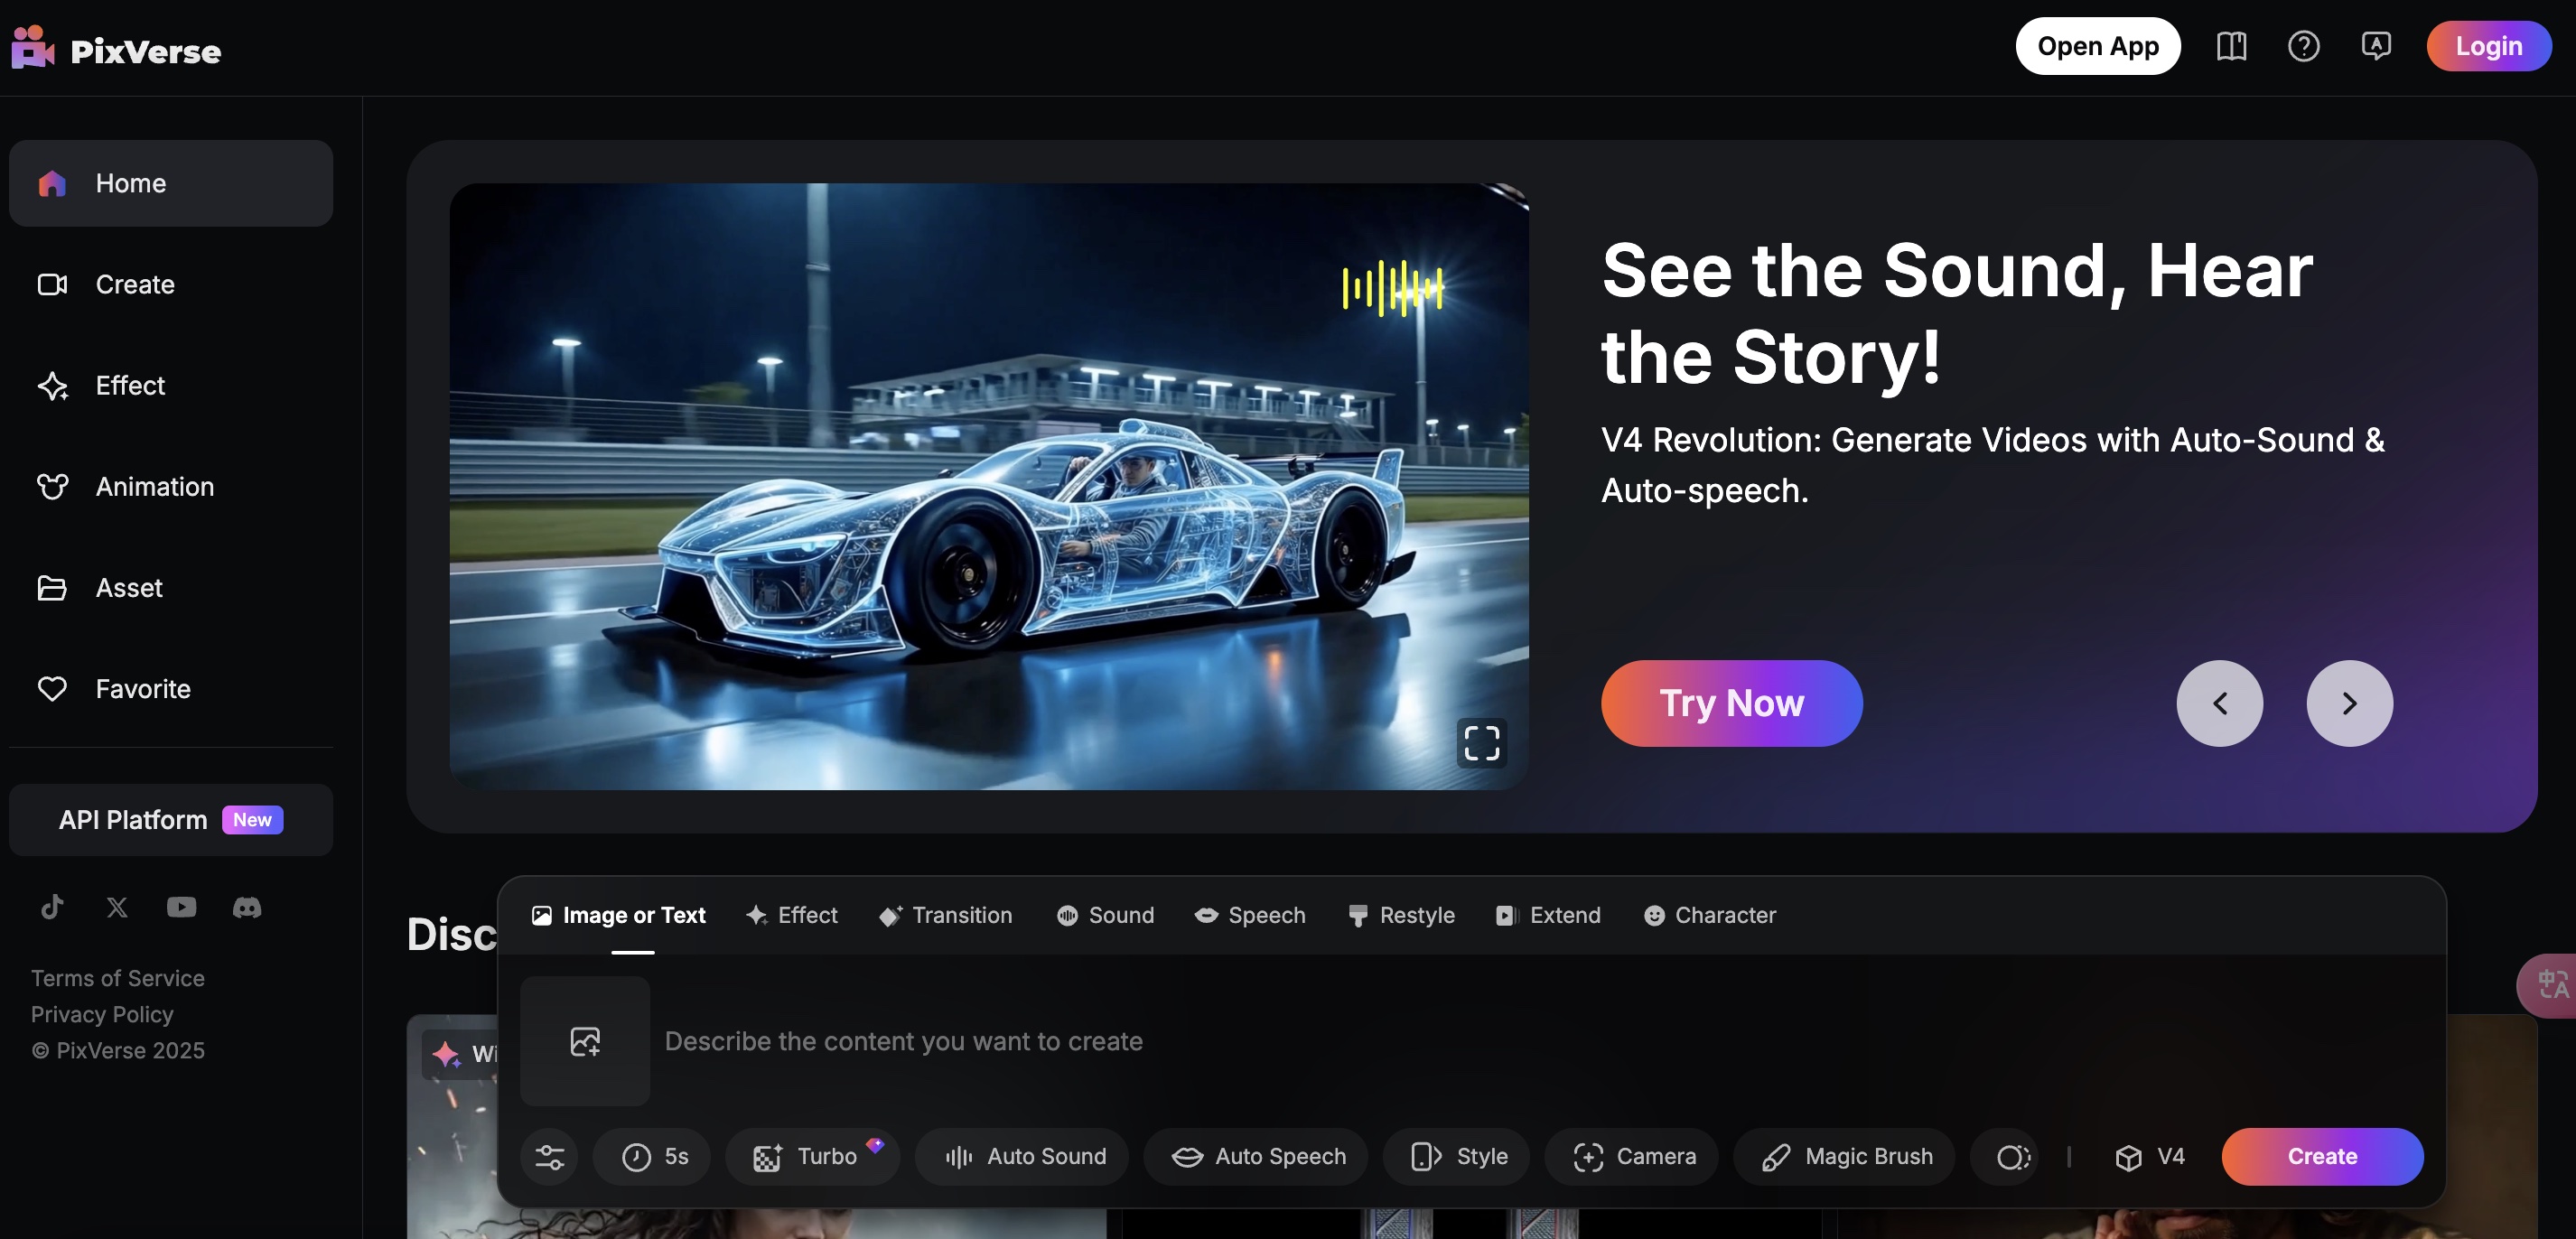 PixVerse
Open App
Login
Home
Create
Effect
Animation
Asset
Favorite
API Platform New
Terms of Service
Privacy Policy
© PixVerse 2025
See the Sound, Hear
the Story!
V4 Revolution: Generate Videos with Auto-Sound &
Auto-speech.
Try Now
Disc
Image or Text Effect Transition Sound Speech Restyle Extend Character
Wi
Describe the content you want to create
5s Turbo Auto Sound Auto Speech Style Camera Magic Brush V4 Create
中A